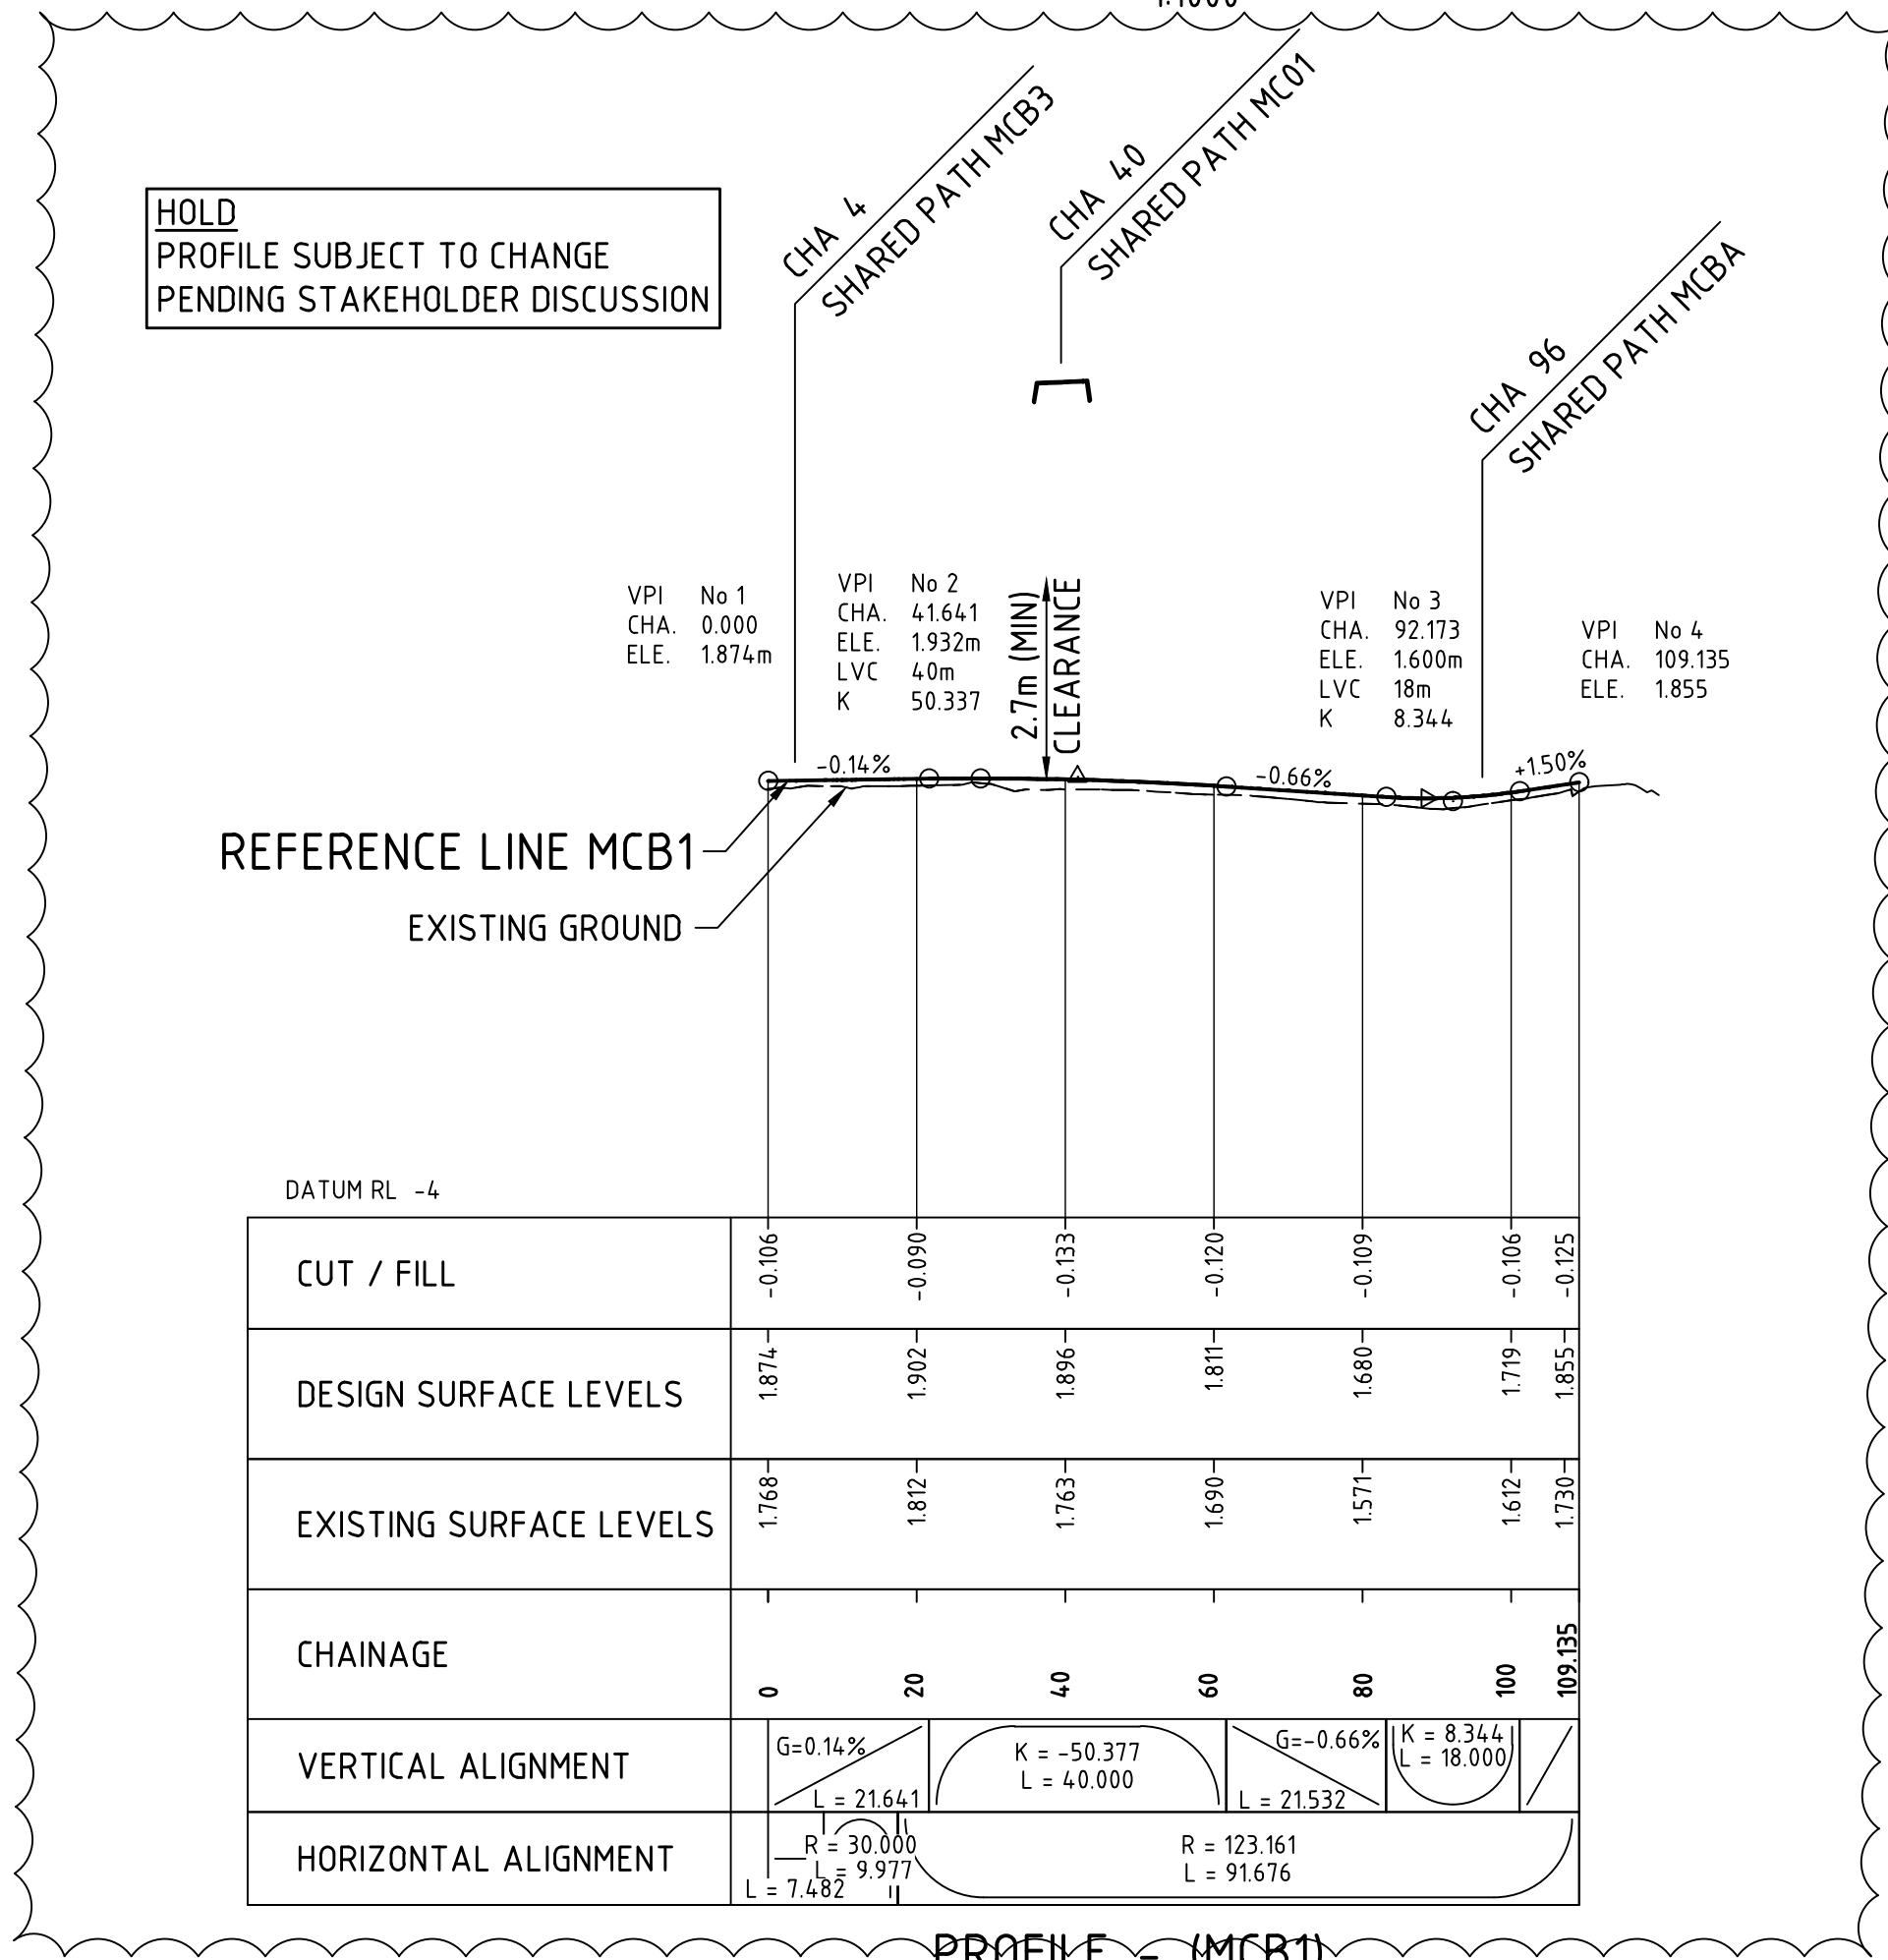 HOLD
PROFILE SUBJECT TO CHANGE
PENDING STAKEHOLDER DISCUSSION
CHA 4
SHARED PATH MCB3
CHA 40
SHARED PATH MC01
CHA 96
SHARED PATH MCBA
VPI No 1
CHA. 0.000
ELE. 1.874m
VPI No 2
CHA. 41.641
ELE. 1.932m
LVC 40m
K 50.337
2.7m (MIN)
CLEARANCE
VPI No 3
CHA. 92.173
ELE. 1.600m
LVC 18m
K 8.344
VPI No 4
CHA. 109.135
ELE. 1.855
-0.14%
-0.66%
+1.50%
REFERENCE LINE MCB1
EXISTING GROUND
DATUM RL -4
CUT / FILL -0.106 -0.090 -0.133 -0.120 -0.109 -0.106 -0.125
DESIGN SURFACE LEVELS 1.874 1.902 1.896 1.811 1.680 1.719 1.855
EXISTING SURFACE LEVELS 1.768 1.812 1.763 1.690 1.571 1.612 1.730
CHAINAGE 0 20 40 60 80 100 109.135
VERTICAL ALIGNMENT
G=0.14%
L = 21.641
K = -50.377
L = 40.000
G=-0.66%
L = 21.532
K = 8.344
L = 18.000
HORIZONTAL ALIGNMENT
L = 7.482
R = 30.000
L = 9.977
R = 123.161
L = 91.676
PROFILE - (MCB1)